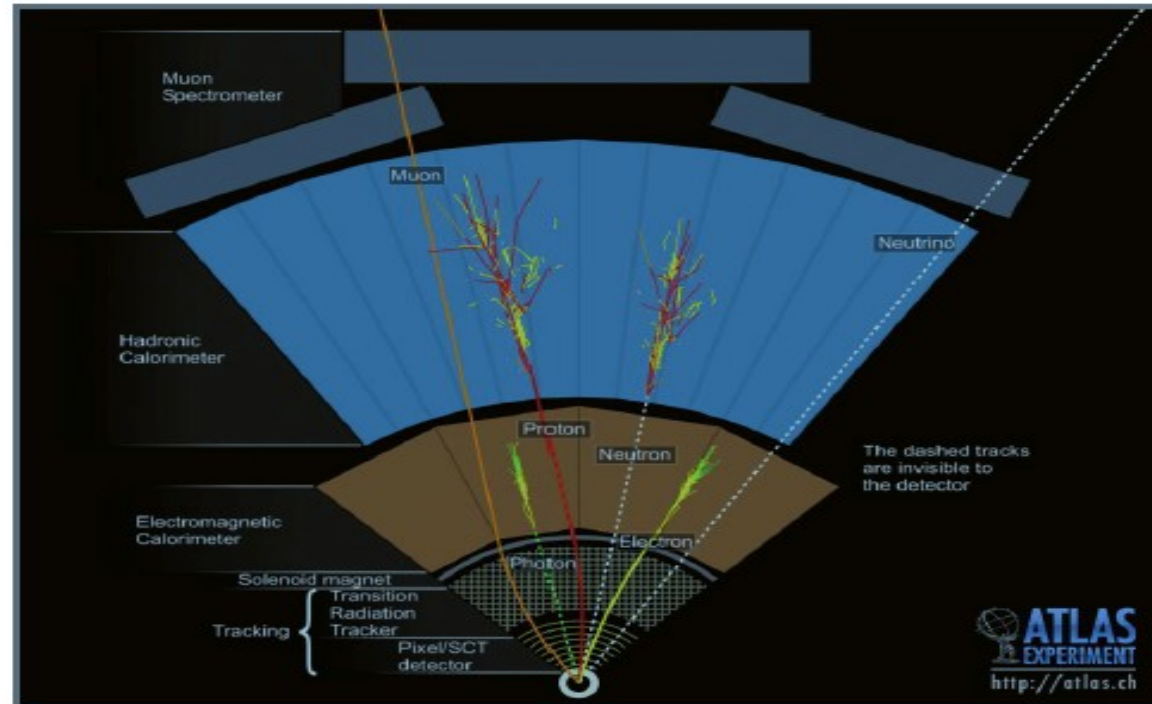 Muon
Spectrometer
Muon
Neutrino
Hadronic
Calorimeter
Proton
Neutron
The dashed tracks
are invisible to
the detector
Electromagnetic
Calorimeter
Electron
Photon
Solenoid magnet
Tracking
Transition
Radiation
Tracker
Pixel/SCT
detector
ATLAS
EXPERIMENT
http://atlas.ch